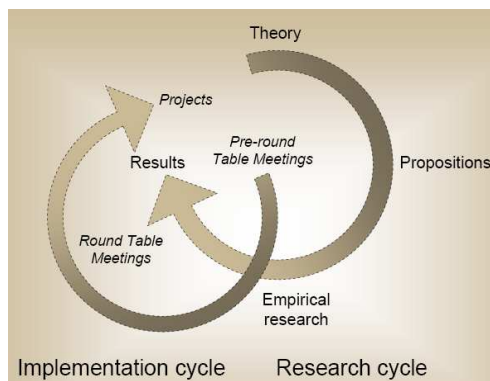 Theory
Projects
Pre-round
Table Meetings
Results
Propositions
Round Table
Meetings
Empirical
research
Implementation cycle
Research cycle